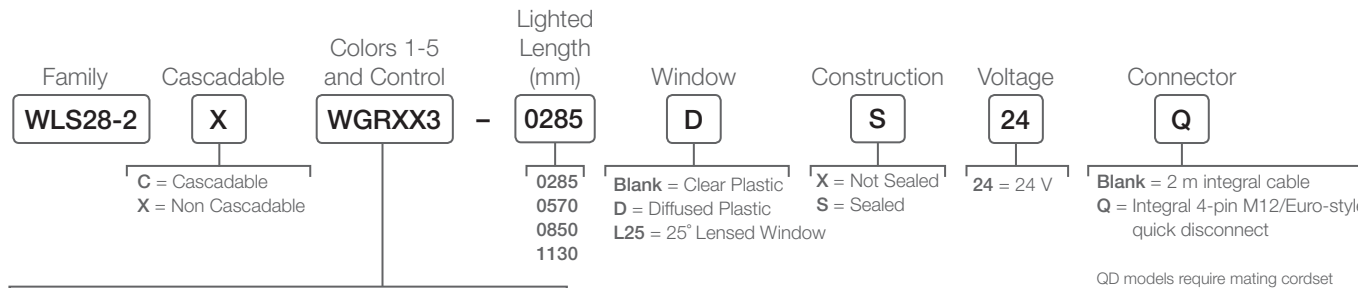 Family
Cascadable
Colors 1-5
and Control
Lighted
Length
(mm)
Window
Construction
Voltage
Connector
WLS28-2
X
WGRXX3
–
0285
D
S
24
Q
C = Cascadable
X = Non Cascadable
0285
0570
0850
1130
Blank = Clear Plastic
D = Diffused Plastic
L25 = 25° Lensed Window
X = Not Sealed
S = Sealed
24 = 24 V
Blank = 2 m integral cable
Q = Integral 4-pin M12/Euro-style
quick disconnect
QD models require mating cordset